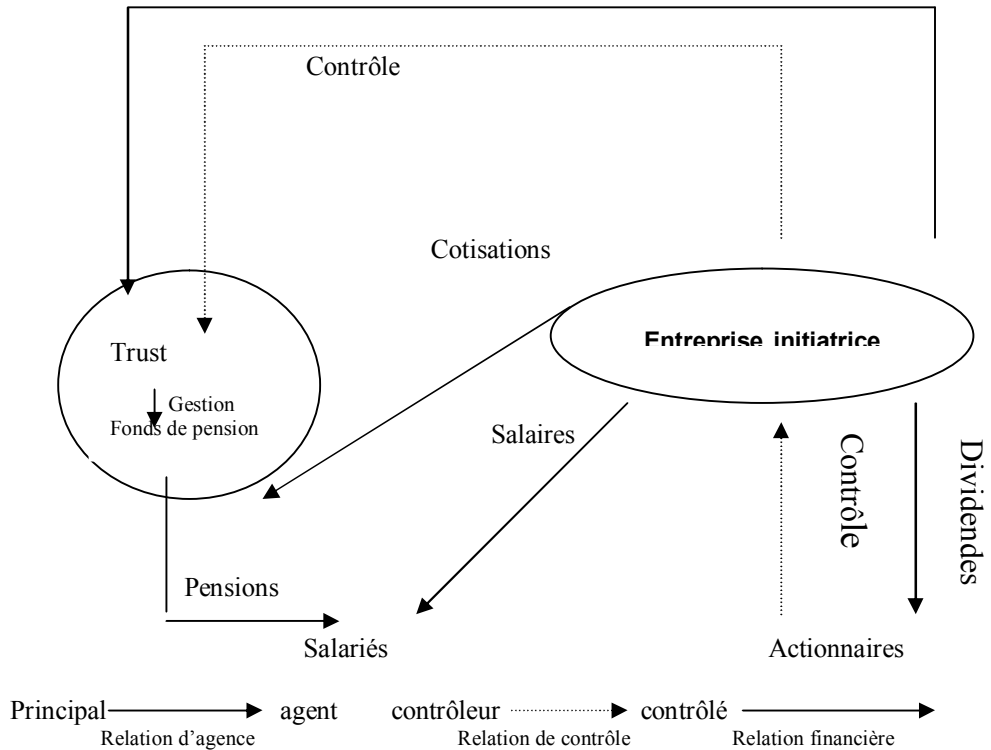 Contrôle
Cotisations
Entreprise initiatrice
Trust
Gestion
Fonds de pension
Salaires
Contrôle
Dividendes
Pensions
Salariés
Actionnaires
Principal agent contrôleur contrôlé
Relation d’agence Relation de contrôle Relation financière